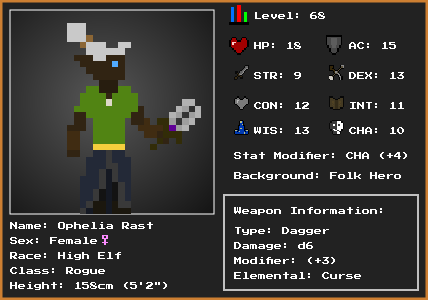 Level: 68
HP: 18 AC: 15
STR: 9 DEX: 13
CON: 12 INT: 11
WIS: 13 CHA: 10
Stat Modifier: CHA (+4)
Background: Folk Hero
Name: Ophelia Rast
Sex: Female♀
Race: High Elf
Class: Rogue
Height: 158cm (5'2")
Weapon Information:
Type: Dagger
Damage: d6
Modifier: (+3)
Elemental: Curse